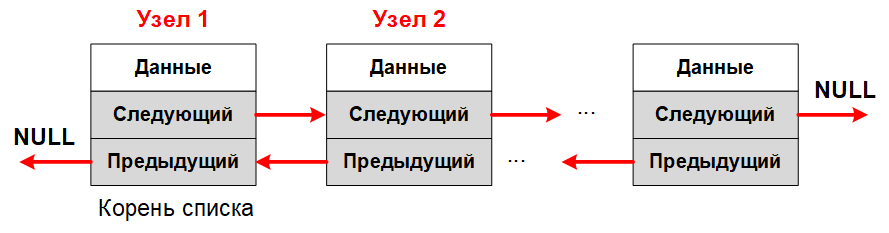 Узел 1 Узел 2
Данные Данные Данные
NULL
Следующий Следующий ... Следующий
NULL
Предыдущий Предыдущий ... Предыдущий
Корень списка